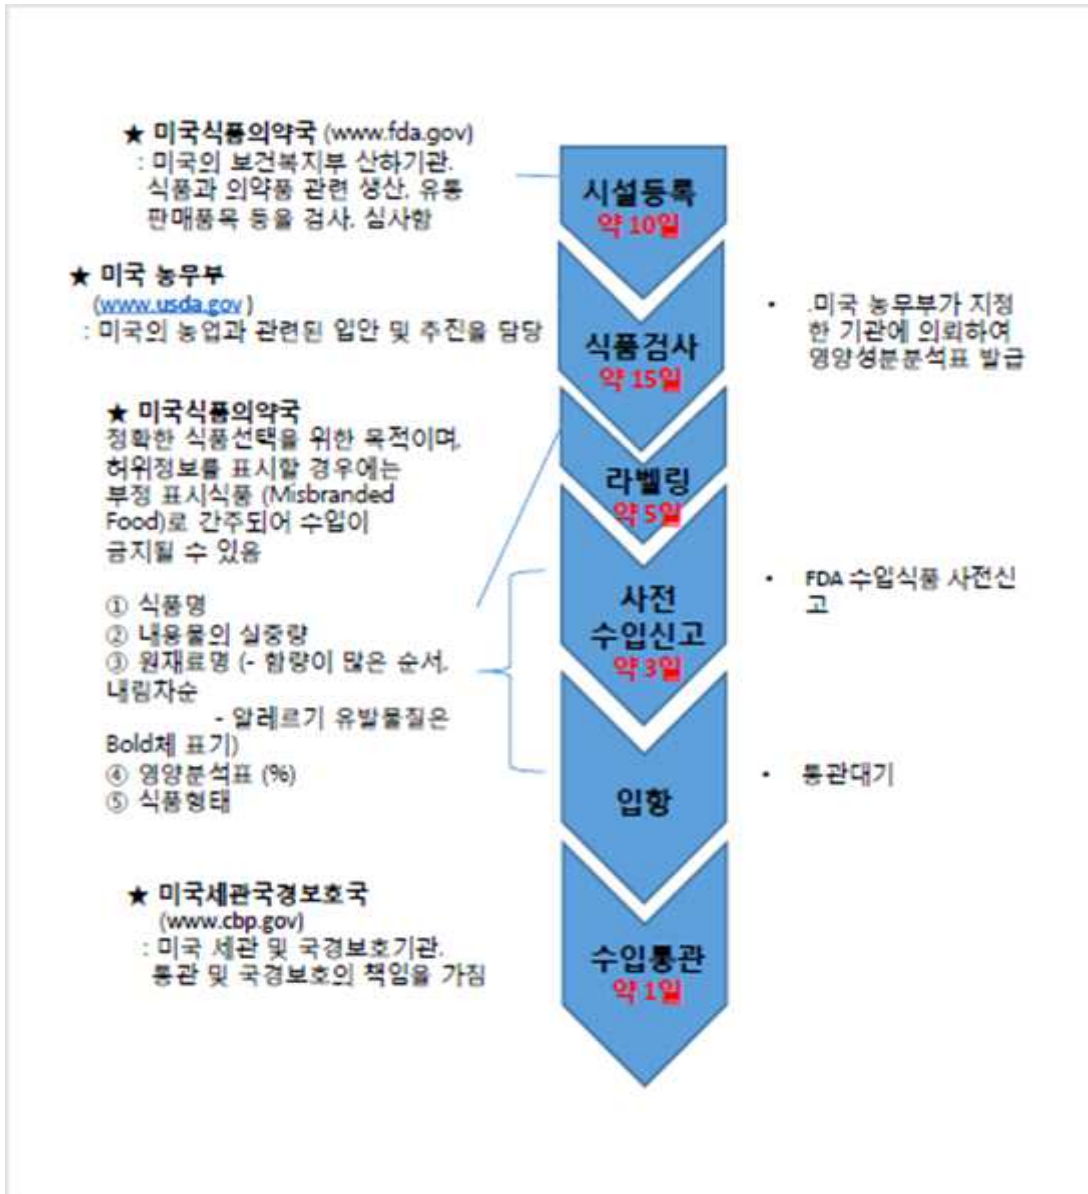 ★ 미국식품의약국 (www.fda.gov)
: 미국의 보건복지부 산하기관.
식품과 의약품 관련 생산, 유통
판매품목 등을 검사, 심사함
시설등록
약 10일
★ 미국 농무부
(www.usda.gov)
: 미국의 농업과 관련된 입안 및 추진을 담당
식품검사
약 15일
• .미국 농무부가 지정
한 기관에 의뢰하여
영양성분분석표 발급
★ 미국식품의약국
정확한 식품선택을 위한 목적이며,
허위정보를 표시할 경우에는
부정 표시식품 (Misbranded
Food)로 간주되어 수입이
금지될 수 있음
라벨링
약 5일
① 식품명
② 내용물의 실중량
③ 원재료명 (- 함량이 많은 순서,
내림차순
- 알레르기 유발물질은
Bold체 표기)
④ 영양분석표 (%)
⑤ 식품형태
사전
수입신고
약 3일
• FDA 수입식품 사전신
고
입항
• 통관대기
★ 미국세관국경보호국
(www.cbp.gov)
: 미국 세관 및 국경보호기관.
통관 및 국경보호의 책임을 가짐
수입통관
약 1일